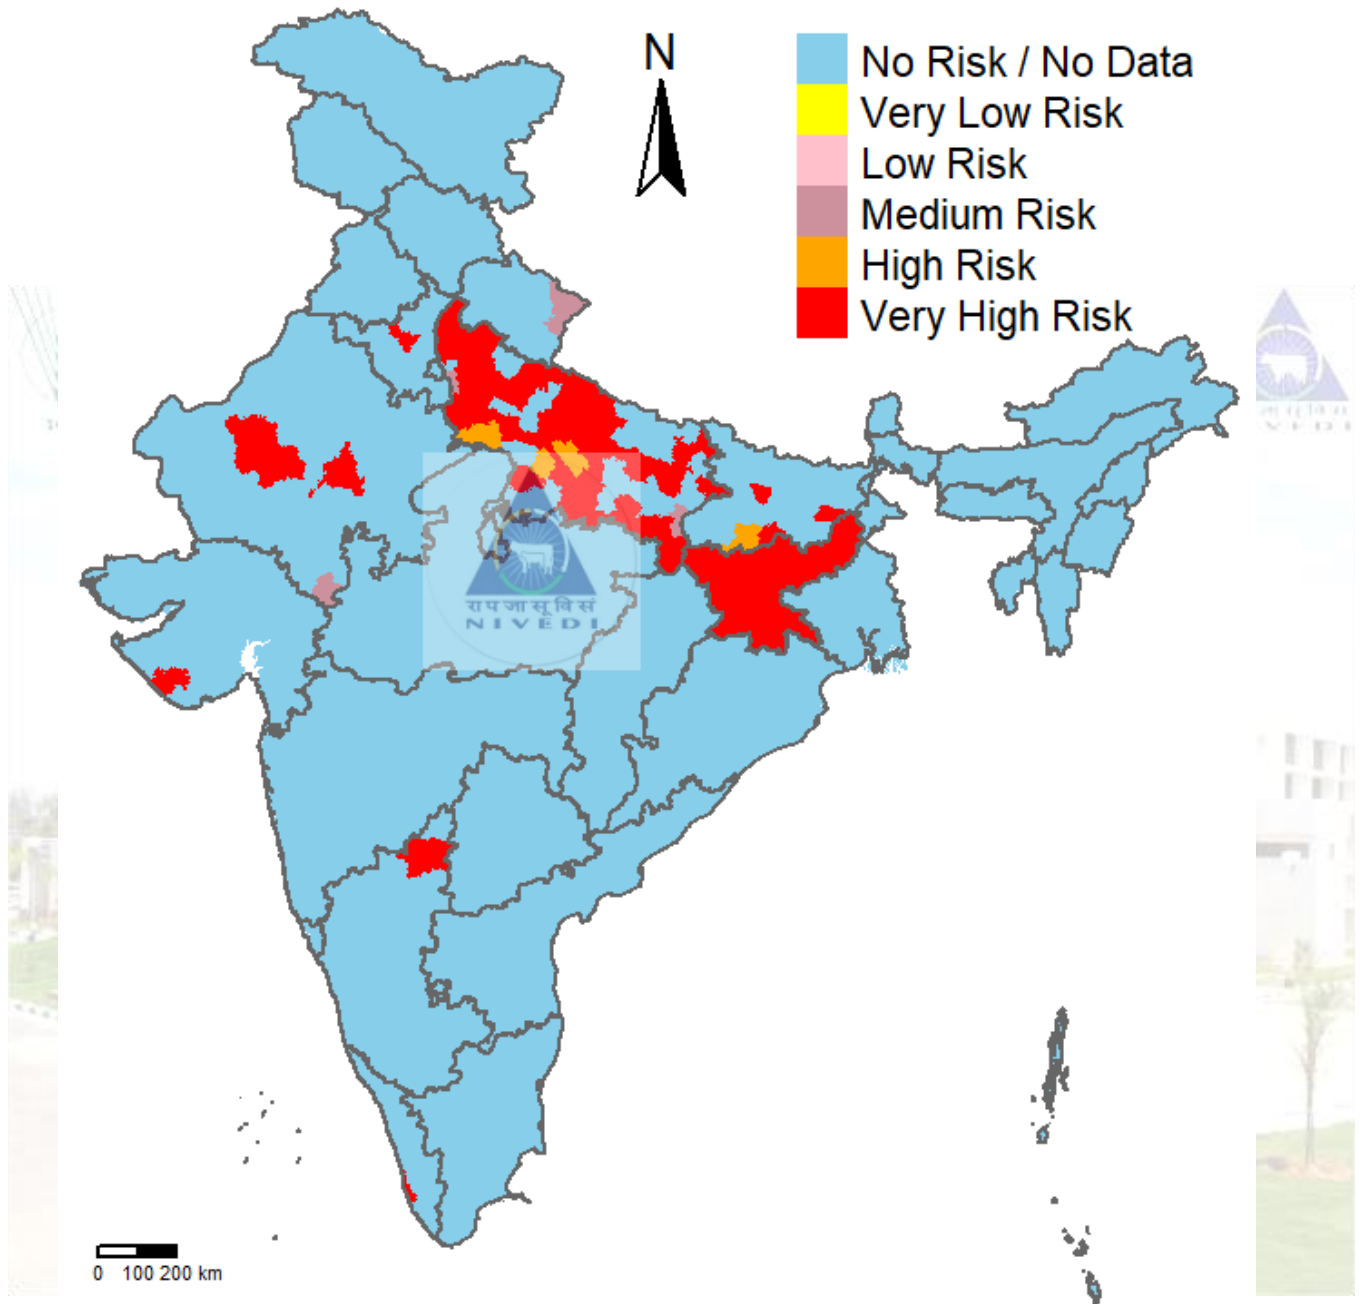 N
No Risk / No Data
Very Low Risk
Low Risk
Medium Risk
High Risk
Very High Risk
रापजासूविसं
NIVEDI
0 100 200 km